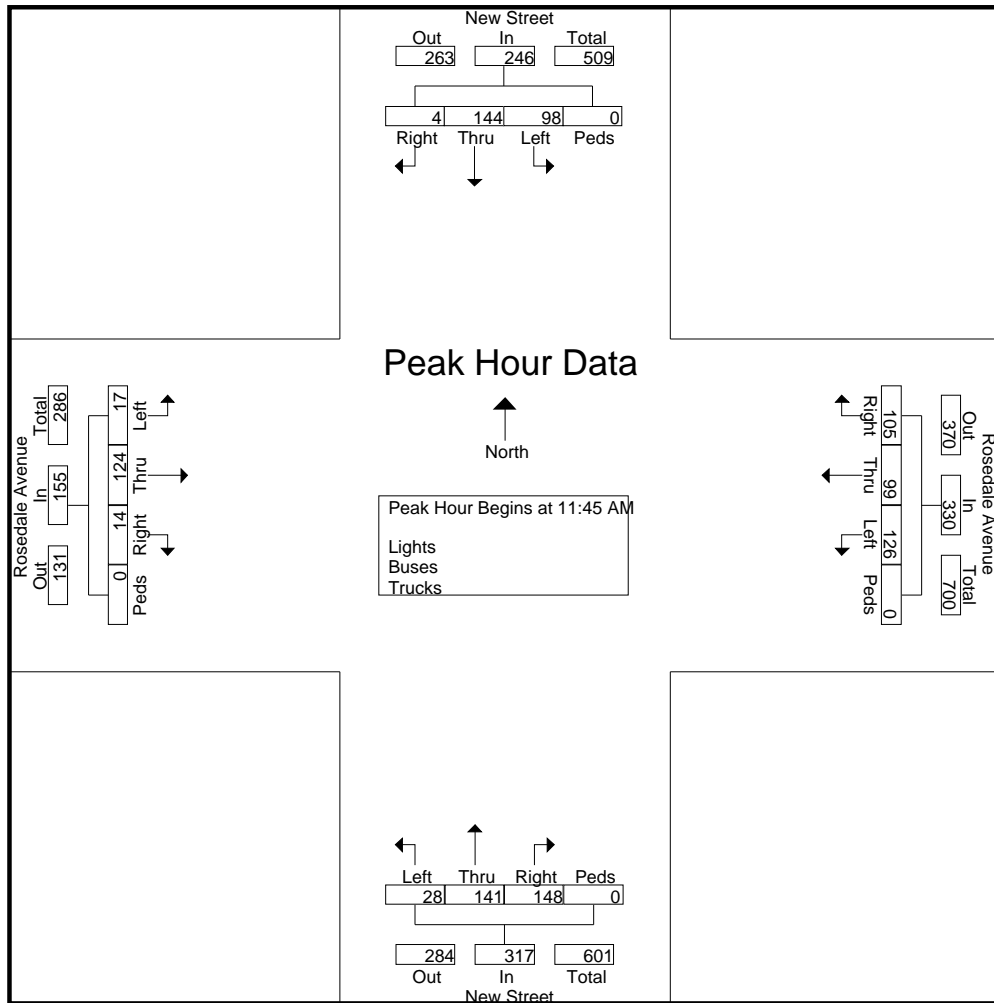 New Street
Out In Total
263 246 509
4 144 98 0
Right Thru Left Peds
Peak Hour Data
North
Peak Hour Begins at 11:45 AM
Lights
Buses
Trucks
Rosedale Avenue
Out In Total
131 155 286
Left Thru Right Peds
17 124 14 0
Rosedale Avenue
Out In Total
370 330 700
Right Thru Left Peds
105 99 126 0
Left Thru Right Peds
28 141 148 0
284 317 601
Out In Total
New Street